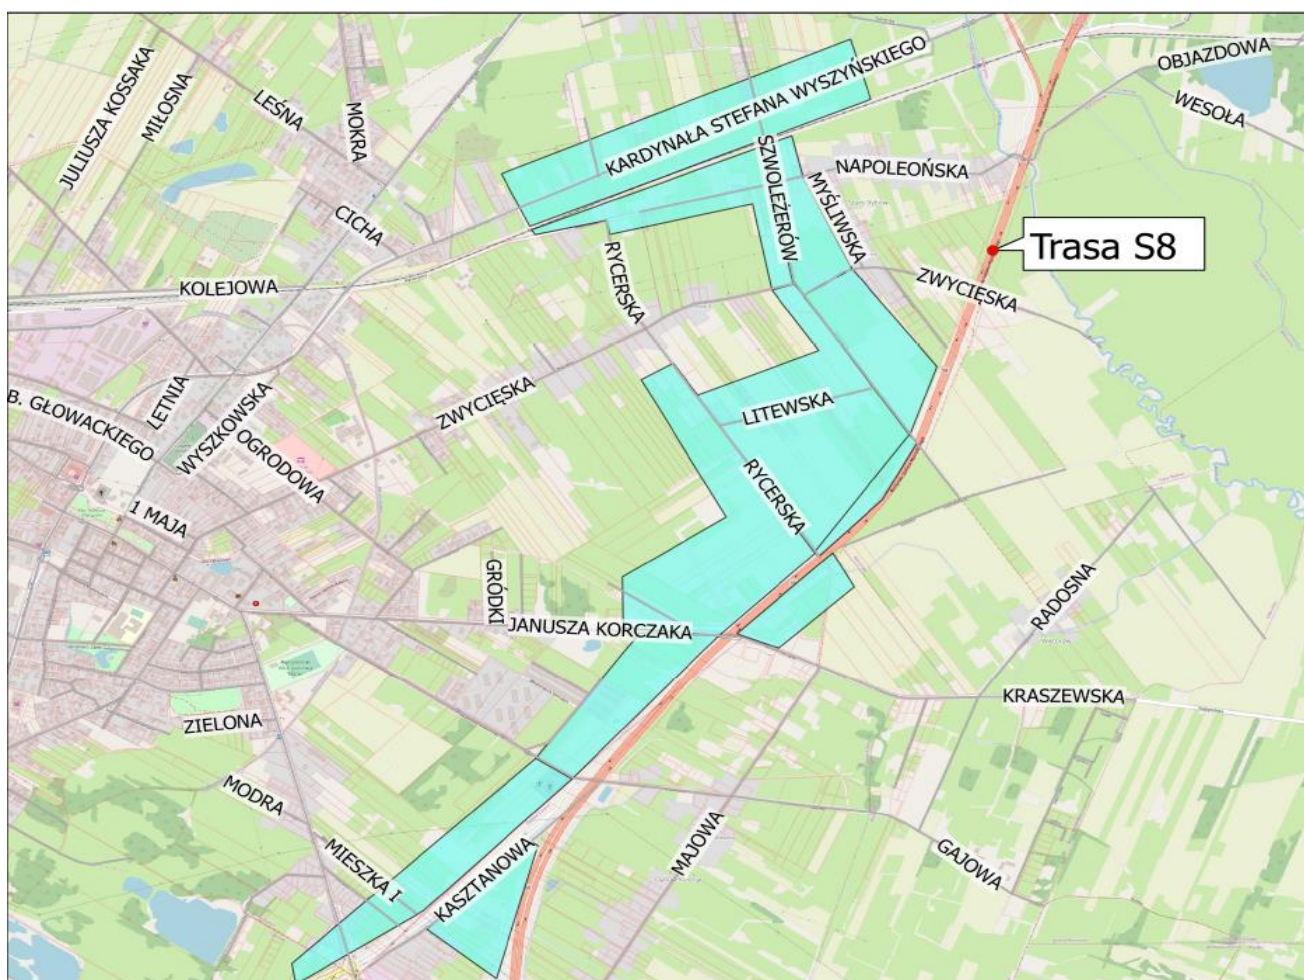 KARDYNAŁA STEFANA WYSZYŃSKIEGO
OBJAZDOWA
WESOŁA
JULIUSZA KOSSAKA
MIŁOSNA
LEŚNA
MOKRA
CICHA
SZWOLEŻERÓW
NAPOLEOŃSKA
MYŚLIWSKA
Trasa S8
ZWYCIĘSKA
KOLEJOWA
RYCERSKA
LETNIA
B. GŁOWACKIEGO
WYSZKOWSKA
OGRODOWA
ZWYCIĘSKA
LITEWSKA
1 MAJA
RYCERSKA
GRÓDKI
JANUSZA KORCZAKA
RADOSNA
KRASZEWSKA
ZIELONA
MODRA
MIESZKA I
KASZTANOWA
MAJOWA
GAJOWA